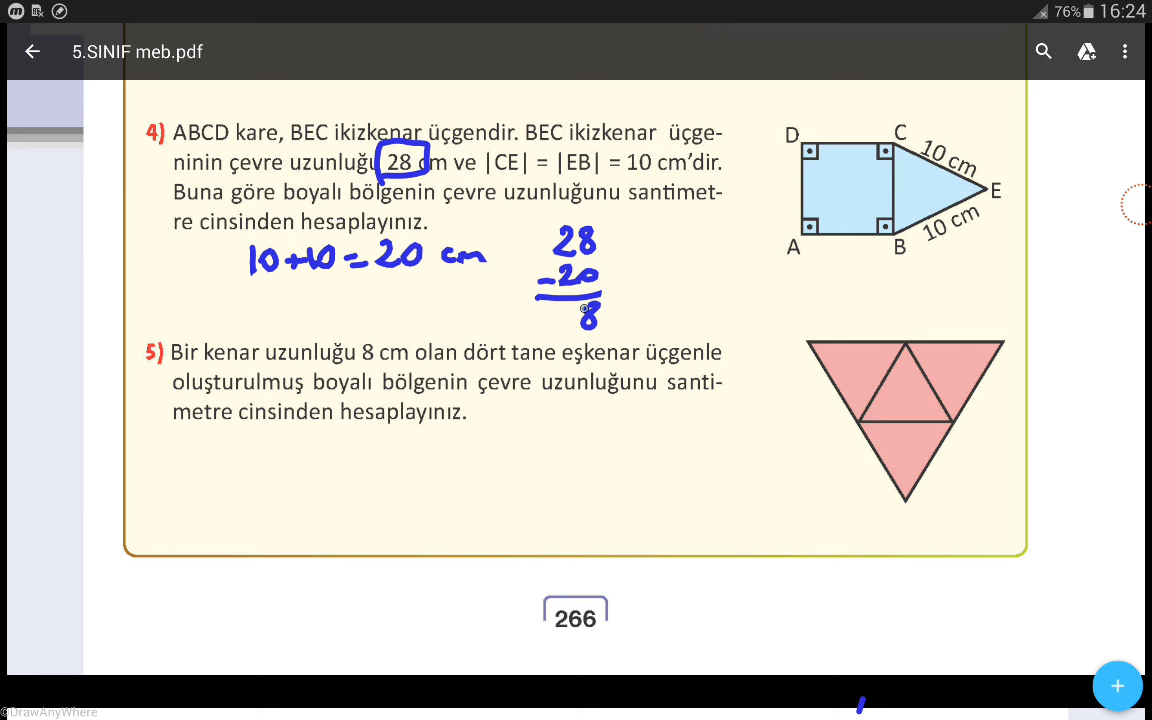 76% 16:24
5.SINIF meb.pdf
4) ABCD kare, BEC ikizkenar üçgendir. BEC ikizkenar üçge-
ninin çevre uzunluğu 28 cm ve |CE| = |EB| = 10 cm'dir.
Buna göre boyalı bölgenin çevre uzunluğunu santimet-
re cinsinden hesaplayınız.
10+10=20 cm
28
-20
8
D C
10 cm
E
10 cm
A B
5) Bir kenar uzunluğu 8 cm olan dört tane eşkenar üçgenle
oluşturulmuş boyalı bölgenin çevre uzunluğunu santi-
metre cinsinden hesaplayınız.
266
©DrawAnyWhere